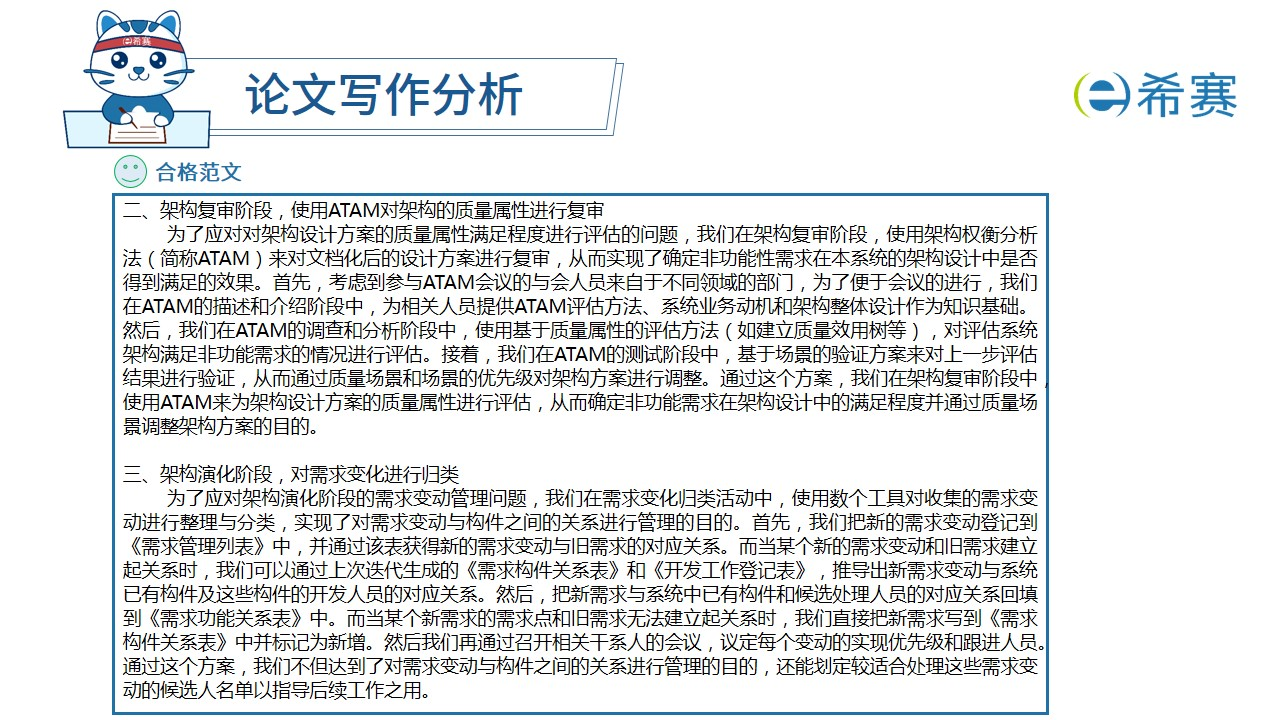 希赛
论文写作分析
希赛
合格范文
二、架构复审阶段，使用ATAM对架构的质量属性进行复审
为了应对对架构设计方案的质量属性满足程度进行评估的问题，我们在架构复审阶段，使用架构权衡分析
法（简称ATAM）来对文档化后的设计方案进行复审，从而实现了确定非功能性需求在本系统的架构设计中是否
得到满足的效果。首先，考虑到参与ATAM会议的与会人员来自于不同领域的部门，为了便于会议的进行，我们
在ATAM的描述和介绍阶段中，为相关人员提供ATAM评估方法、系统业务动机和架构整体设计作为知识基础。
然后，我们在ATAM的调查和分析阶段中，使用基于质量属性的评估方法（如建立质量效用树等），对评估系统
架构满足非功能需求的情况进行评估。接着，我们在ATAM的测试阶段中，基于场景的验证方案来对上一步评估
结果进行验证，从而通过质量场景和场景的优先级对架构方案进行调整。通过这个方案，我们在架构复审阶段中，
使用ATAM来为架构设计方案的质量属性进行评估，从而确定非功能需求在架构设计中的满足程度并通过质量场
景调整架构方案的目的。
三、架构演化阶段，对需求变化进行归类
为了应对架构演化阶段的需求变动管理问题，我们在需求变化归类活动中，使用数个工具对收集的需求变
动进行整理与分类，实现了对需求变动与构件之间的关系进行管理的目的。首先，我们把新的需求变动登记到
《需求管理列表》中，并通过该表获得新的需求变动与旧需求的对应关系。而当某个新的需求变动和旧需求建立
起关系时，我们可以通过上次迭代生成的《需求构件关系表》和《开发工作登记表》，推导出新需求变动与系统
已有构件及这些构件的开发人员的对应关系。然后，把新需求与系统中已有构件和候选处理人员的对应关系回填
到《需求功能关系表》中。而当某个新需求的需求点和旧需求无法建立起关系时，我们直接把新需求写到《需求
构件关系表》中并标记为新增。然后我们再通过召开相关干系人的会议，议定每个变动的实现优先级和跟进人员。
通过这个方案，我们不但达到了对需求变动与构件之间的关系进行管理的目的，还能划定较适合处理这些需求变
动的候选人名单以指导后续工作之用。